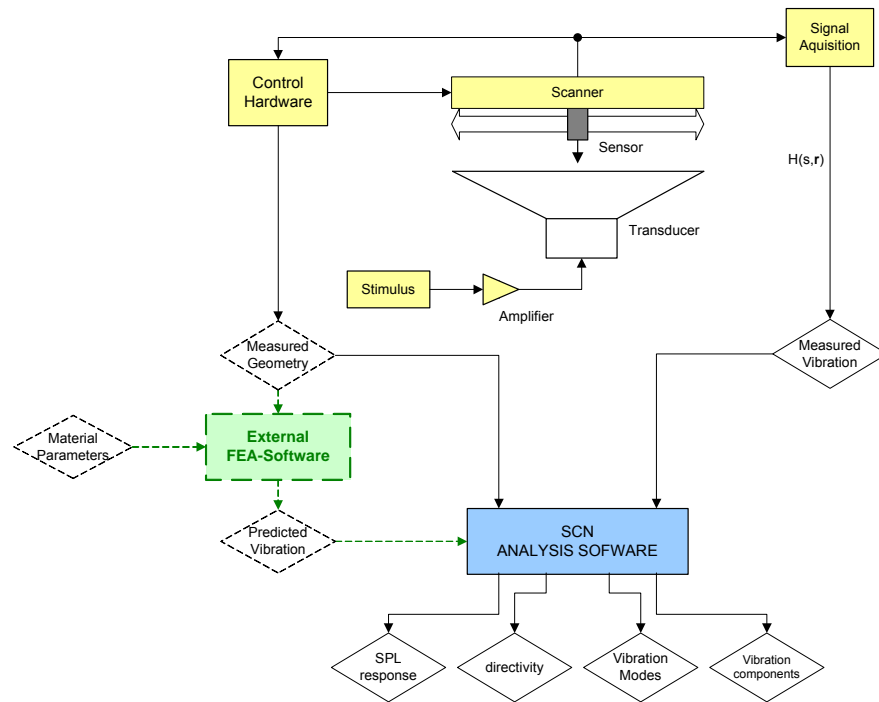 Signal
Aquisition
Control
Hardware
Scanner
Sensor
H(s,r)
Transducer
Stimulus
Amplifier
Measured
Geometry
Measured
Vibration
Material
Parameters
External
FEA-Software
Predicted
Vibration
SCN
ANALYSIS SOFWARE
SPL
response
directivity
Vibration
Modes
Vibration
components